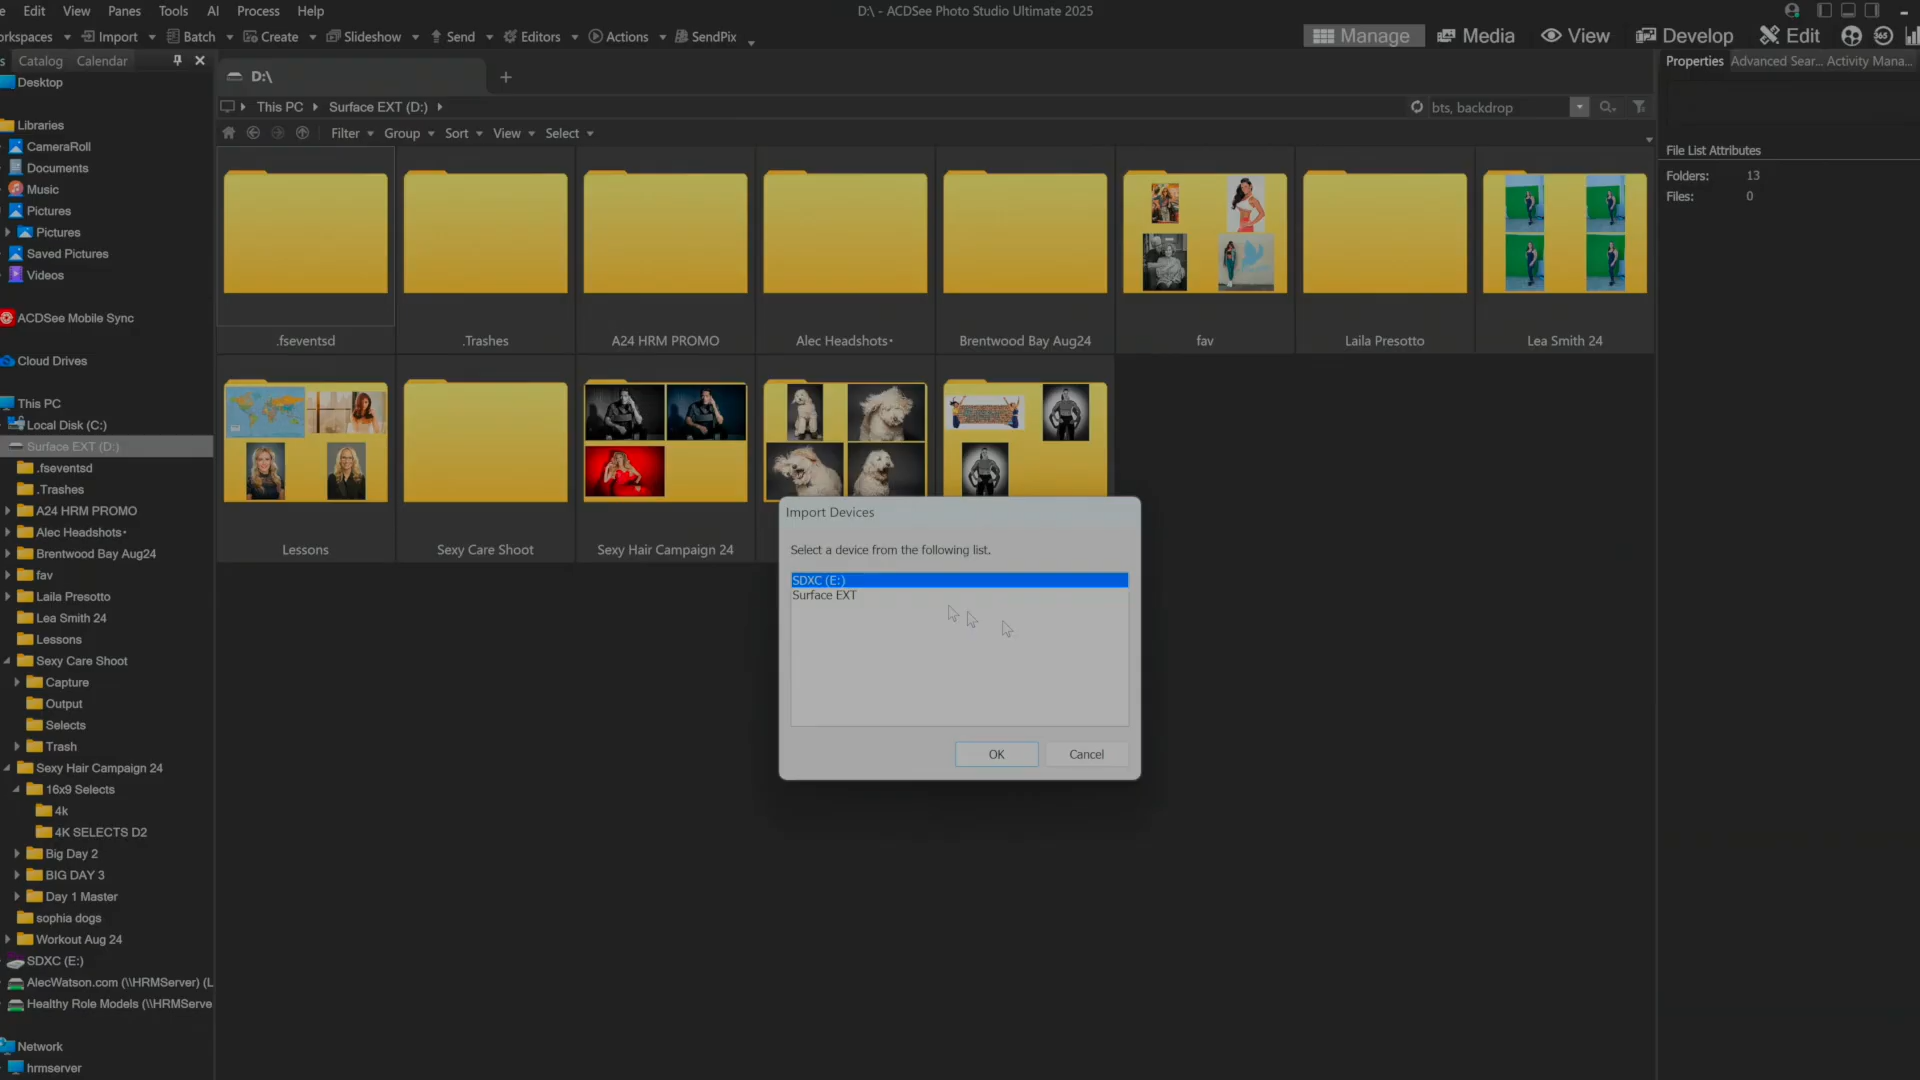 Edit View Panes Tools AI Process Help
D:\ - ACDSee Photo Studio Ultimate 2025
Import Batch Create Slideshow Send Editors Actions SendPix
Manage Media View Develop Edit 365
Catalog Calendar
D:\
Properties Advanced Sear... Activity Mana...
Desktop
This PC Surface EXT (D:)
bts, backdrop
Libraries
CameraRoll
Documents
Music
Pictures
Pictures
Saved Pictures
Videos
ACDSee Mobile Sync
Cloud Drives
This PC
Local Disk (C:)
Surface EXT (D:)
.fseventsd
.Trashes
A24 HRM PROMO
Alec Headshots•
Brentwood Bay Aug24
fav
Laila Presotto
Lea Smith 24
Lessons
Sexy Care Shoot
Capture
Output
Selects
Trash
Sexy Hair Campaign 24
16x9 Selects
4k
4K SELECTS D2
Big Day 2
BIG DAY 3
Day 1 Master
sophia dogs
Workout Aug 24
SDXC (E:)
AlecWatson.com (\\HRMServer) (L
Healthy Role Models (\\HRMServe
Network
hrmserver
Filter Group Sort View Select
.fseventsd
.Trashes
A24 HRM PROMO
Alec Headshots•
Brentwood Bay Aug24
fav
Laila Presotto
Lea Smith 24
Lessons
Sexy Care Shoot
Sexy Hair Campaign 24
Import Devices
Select a device from the following list.
SDXC (E:)
Surface EXT
OK Cancel
File List Attributes
Folders: 13
Files: 0